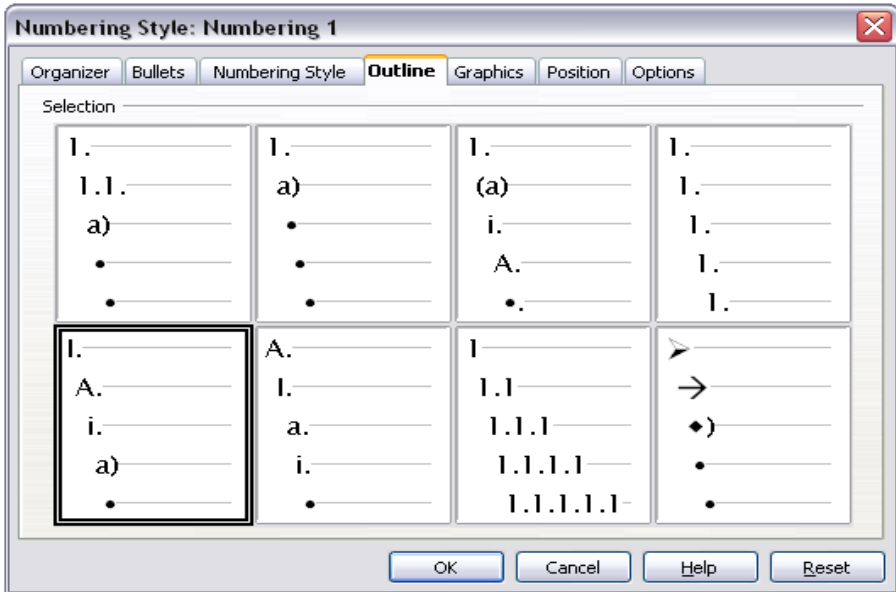 Numbering Style: Numbering 1
Organizer Bullets Numbering Style Outline Graphics Position Options
Selection
1.
1.1.
a)
•
•
1.
a)
•
•
•
1.
(a)
i.
A.
•.
1.
1.
1.
1.
1.
I.
A.
i.
a)
•
A.
I.
a.
i.
•
1
1.1
1.1.1
1.1.1.1
1.1.1.1.1
➢
→
◆)
•
•
OK Cancel Help Reset